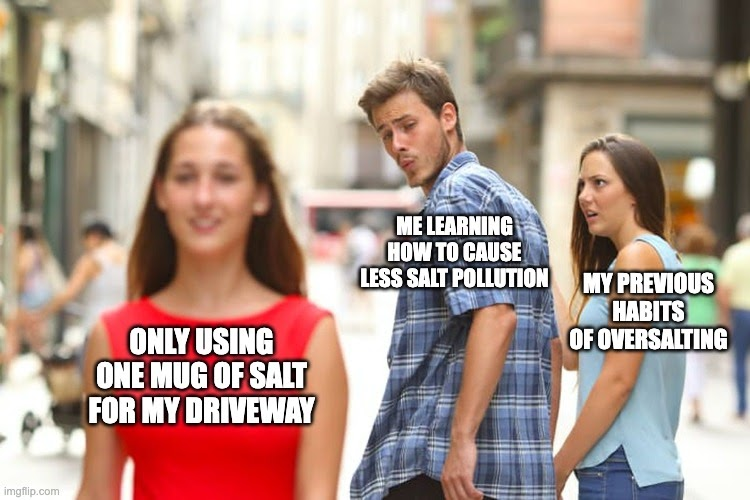 ONLY USING
ONE MUG OF SALT
FOR MY DRIVEWAY
ME LEARNING
HOW TO CAUSE
LESS SALT POLLUTION
MY PREVIOUS
HABITS
OF OVERSALTING
imgflip.com